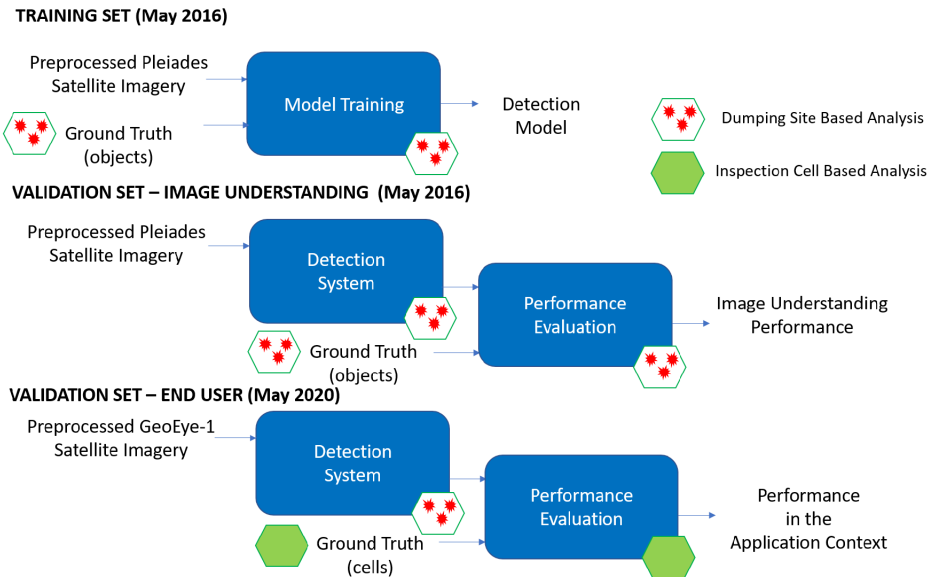 TRAINING SET (May 2016)
Preprocessed Pleiades
Satellite Imagery
Ground Truth
(objects)
Model Training
Detection
Model
Dumping Site Based Analysis
Inspection Cell Based Analysis
VALIDATION SET – IMAGE UNDERSTANDING (May 2016)
Preprocessed Pleiades
Satellite Imagery
Detection
System
Ground Truth
(objects)
Performance
Evaluation
Image Understanding
Performance
VALIDATION SET – END USER (May 2020)
Preprocessed GeoEye-1
Satellite Imagery
Detection
System
Ground Truth
(cells)
Performance
Evaluation
Performance
in the
Application Context